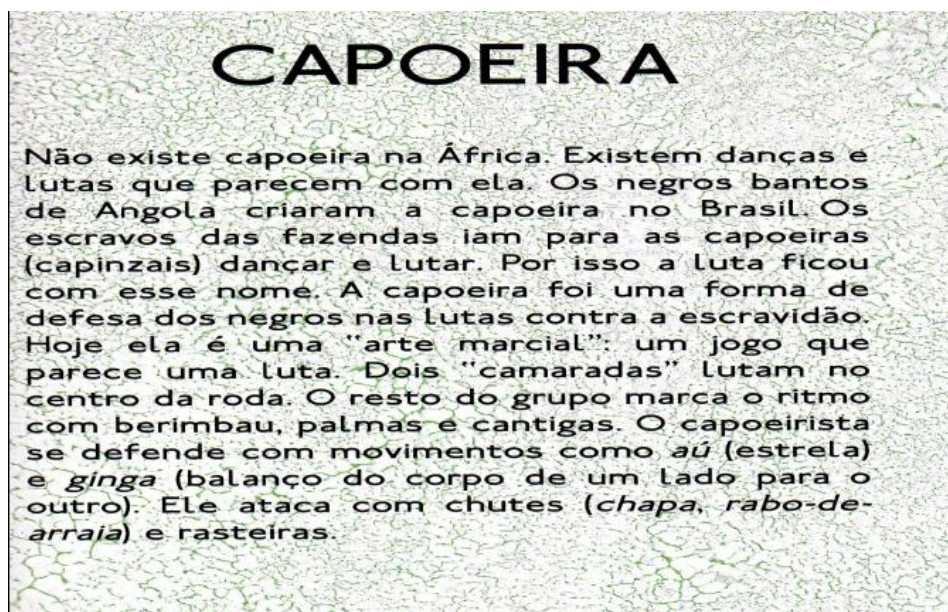 CAPOEIRA
Não existe capoeira na África. Existem danças e
lutas que parecem com ela. Os negros bantos
de Angola criaram a capoeira no Brasil. Os
escravos das fazendas iam para as capoeiras
(capinzais) dançar e lutar. Por isso a luta ficou
com esse nome. A capoeira foi uma forma de
defesa dos negros nas lutas contra a escravidão.
Hoje ela é uma "arte marcial": um jogo que
parece uma luta. Dois "camaradas" lutam no
centro da roda. O resto do grupo marca o ritmo
com berimbau, palmas e cantigas. O capoeirista
se defende com movimentos como aú (estrela)
e ginga (balanço do corpo de um lado para o
outro). Ele ataca com chutes (chapa, rabo-de-
arraia) e rasteiras.